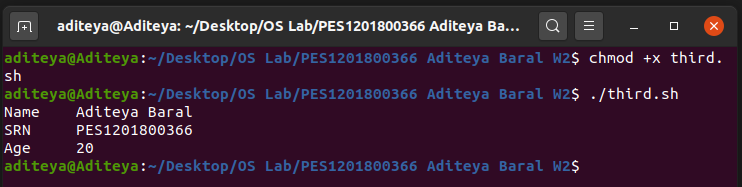 aditeya@Aditeya: ~/Desktop/OS Lab/PES1201800366 Aditeya Ba...
aditeya@Aditeya:~/Desktop/OS Lab/PES1201800366 Aditeya Baral W2$ chmod +x third.
sh
aditeya@Aditeya:~/Desktop/OS Lab/PES1201800366 Aditeya Baral W2$ ./third.sh
Name    Aditeya Baral
SRN     PES1201800366
Age     20
aditeya@Aditeya:~/Desktop/OS Lab/PES1201800366 Aditeya Baral W2$